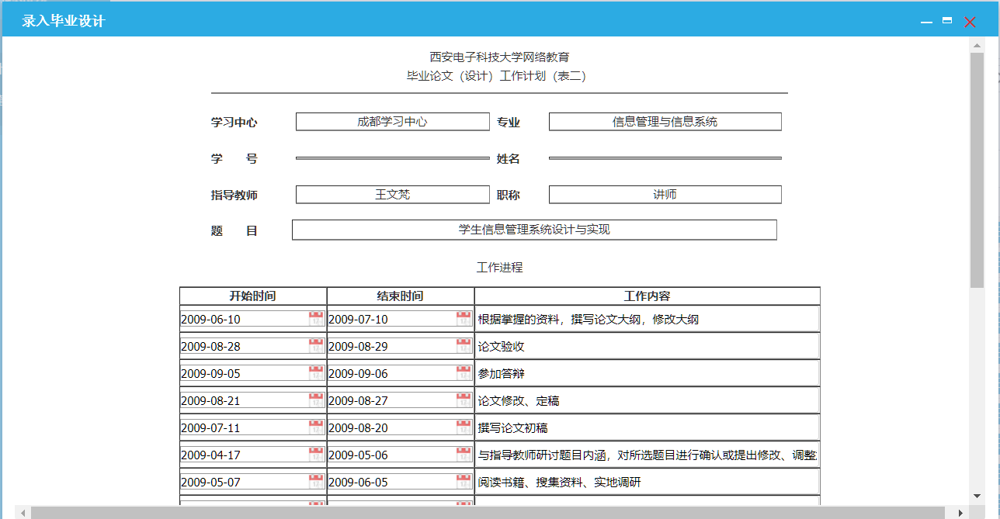 录入毕业设计
西安电子科技大学网络教育
毕业论文（设计）工作计划（表二）
学习中心 成都学习中心 专业 信息管理与信息系统
学 号 姓名
指导教师 王文梵 职称 讲师
题 目 学生信息管理系统设计与实现
工作进程
开始时间 结束时间 工作内容
2009-06-10 2009-07-10 根据掌握的资料，撰写论文大纲，修改大纲
2009-08-28 2009-08-29 论文验收
2009-09-05 2009-09-06 参加答辩
2009-08-21 2009-08-27 论文修改、定稿
2009-07-11 2009-08-20 撰写论文初稿
2009-04-17 2009-05-06 与指导教师研讨题目内涵，对所选题目进行确认或提出修改、调整
2009-05-07 2009-06-05 阅读书籍、搜集资料、实地调研